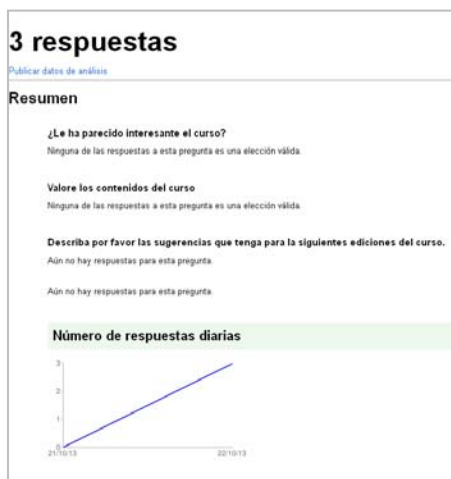 3 respuestas
Publicar datos de análisis
Resumen
¿Le ha parecido interesante el curso?
Ninguna de las respuestas a esta pregunta es una elección válida.
Valore los contenidos del curso
Ninguna de las respuestas a esta pregunta es una elección válida.
Describa por favor las sugerencias que tenga para la siguientes ediciones del curso.
Aún no hay respuestas para esta pregunta.
Aún no hay respuestas para esta pregunta.
Número de respuestas diarias
3
2
1
0
21/10/13 22/10/13